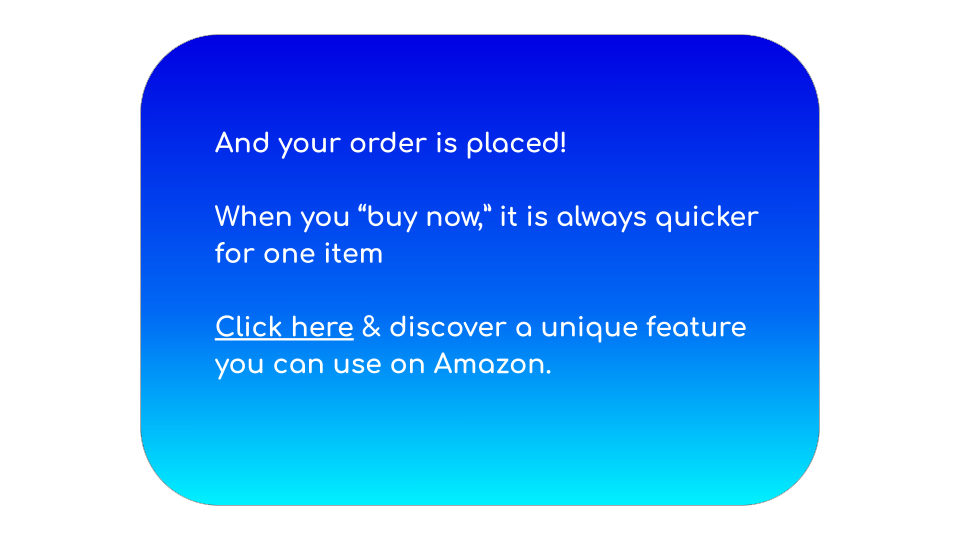 And your order is placed!
When you “buy now,” it is always quicker
for one item
Click here & discover a unique feature
you can use on Amazon.